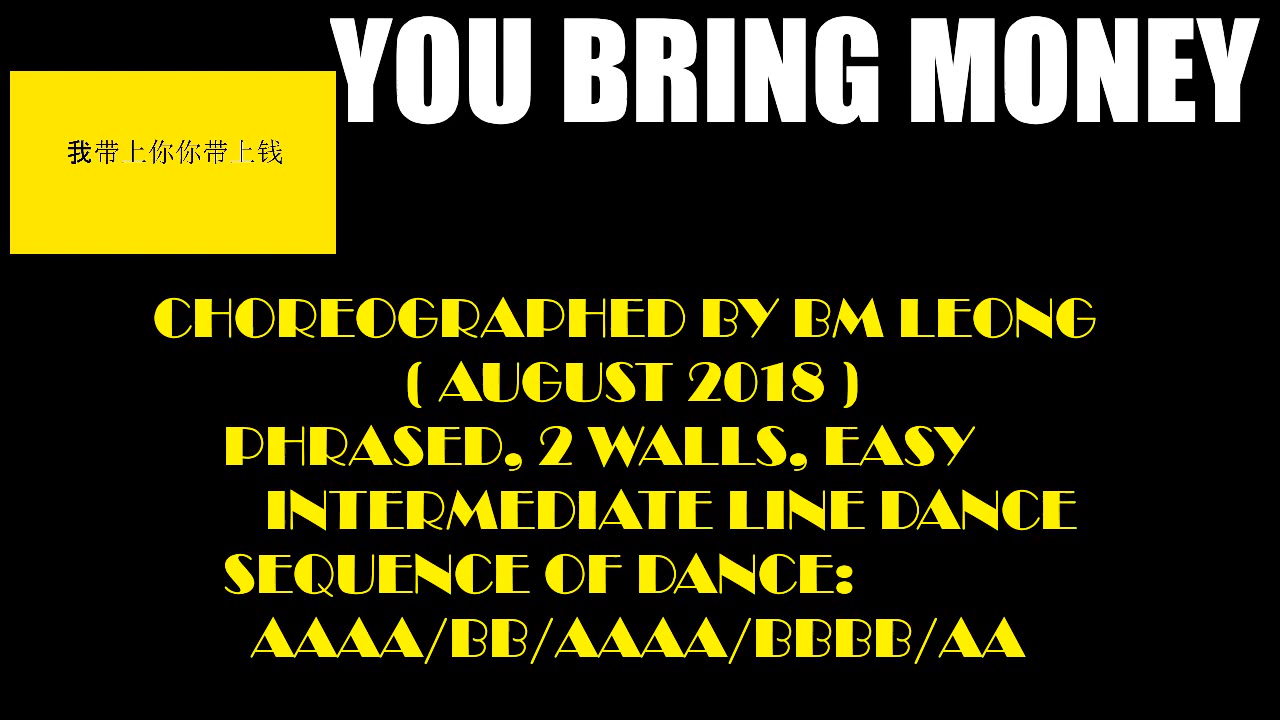 YOU BRING MONEY
我带上你你带上钱
CHOREOGRAPHED BY BM LEONG
( AUGUST 2018 )
PHRASED, 2 WALLS, EASY
INTERMEDIATE LINE DANCE
SEQUENCE OF DANCE:
AAAA/BB/AAAA/BBBB/AA